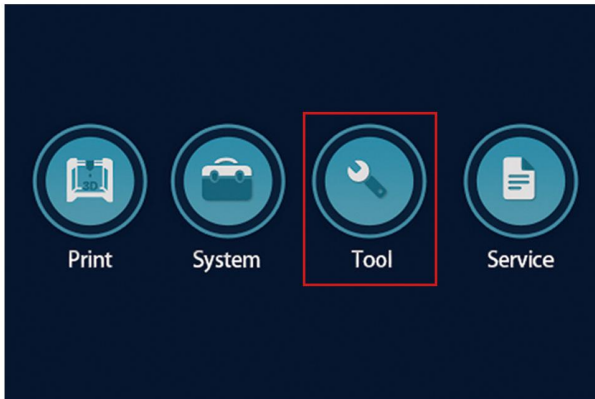 3D
Print
System
Tool
Service